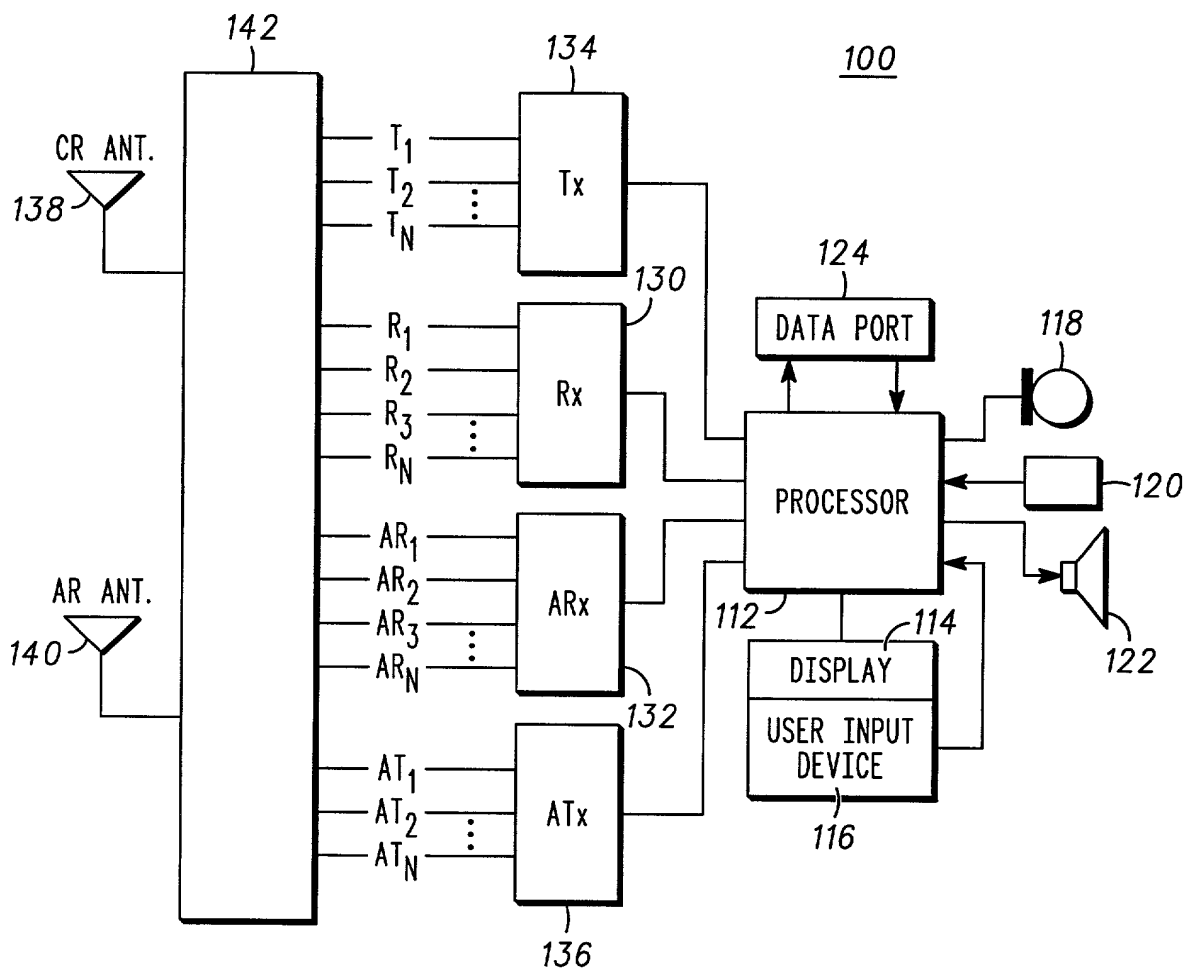 142
134
100
CR ANT.
138
T1
T2
TN
Tx
130
124
DATA PORT
118
R1
R2
R3
RN
Rx
PROCESSOR
120
AR ANT.
140
AR1
AR2
AR3
ARN
ARx
132
112
114
122
DISPLAY
USER INPUT
DEVICE
116
AT1
AT2
ATN
ATx
136